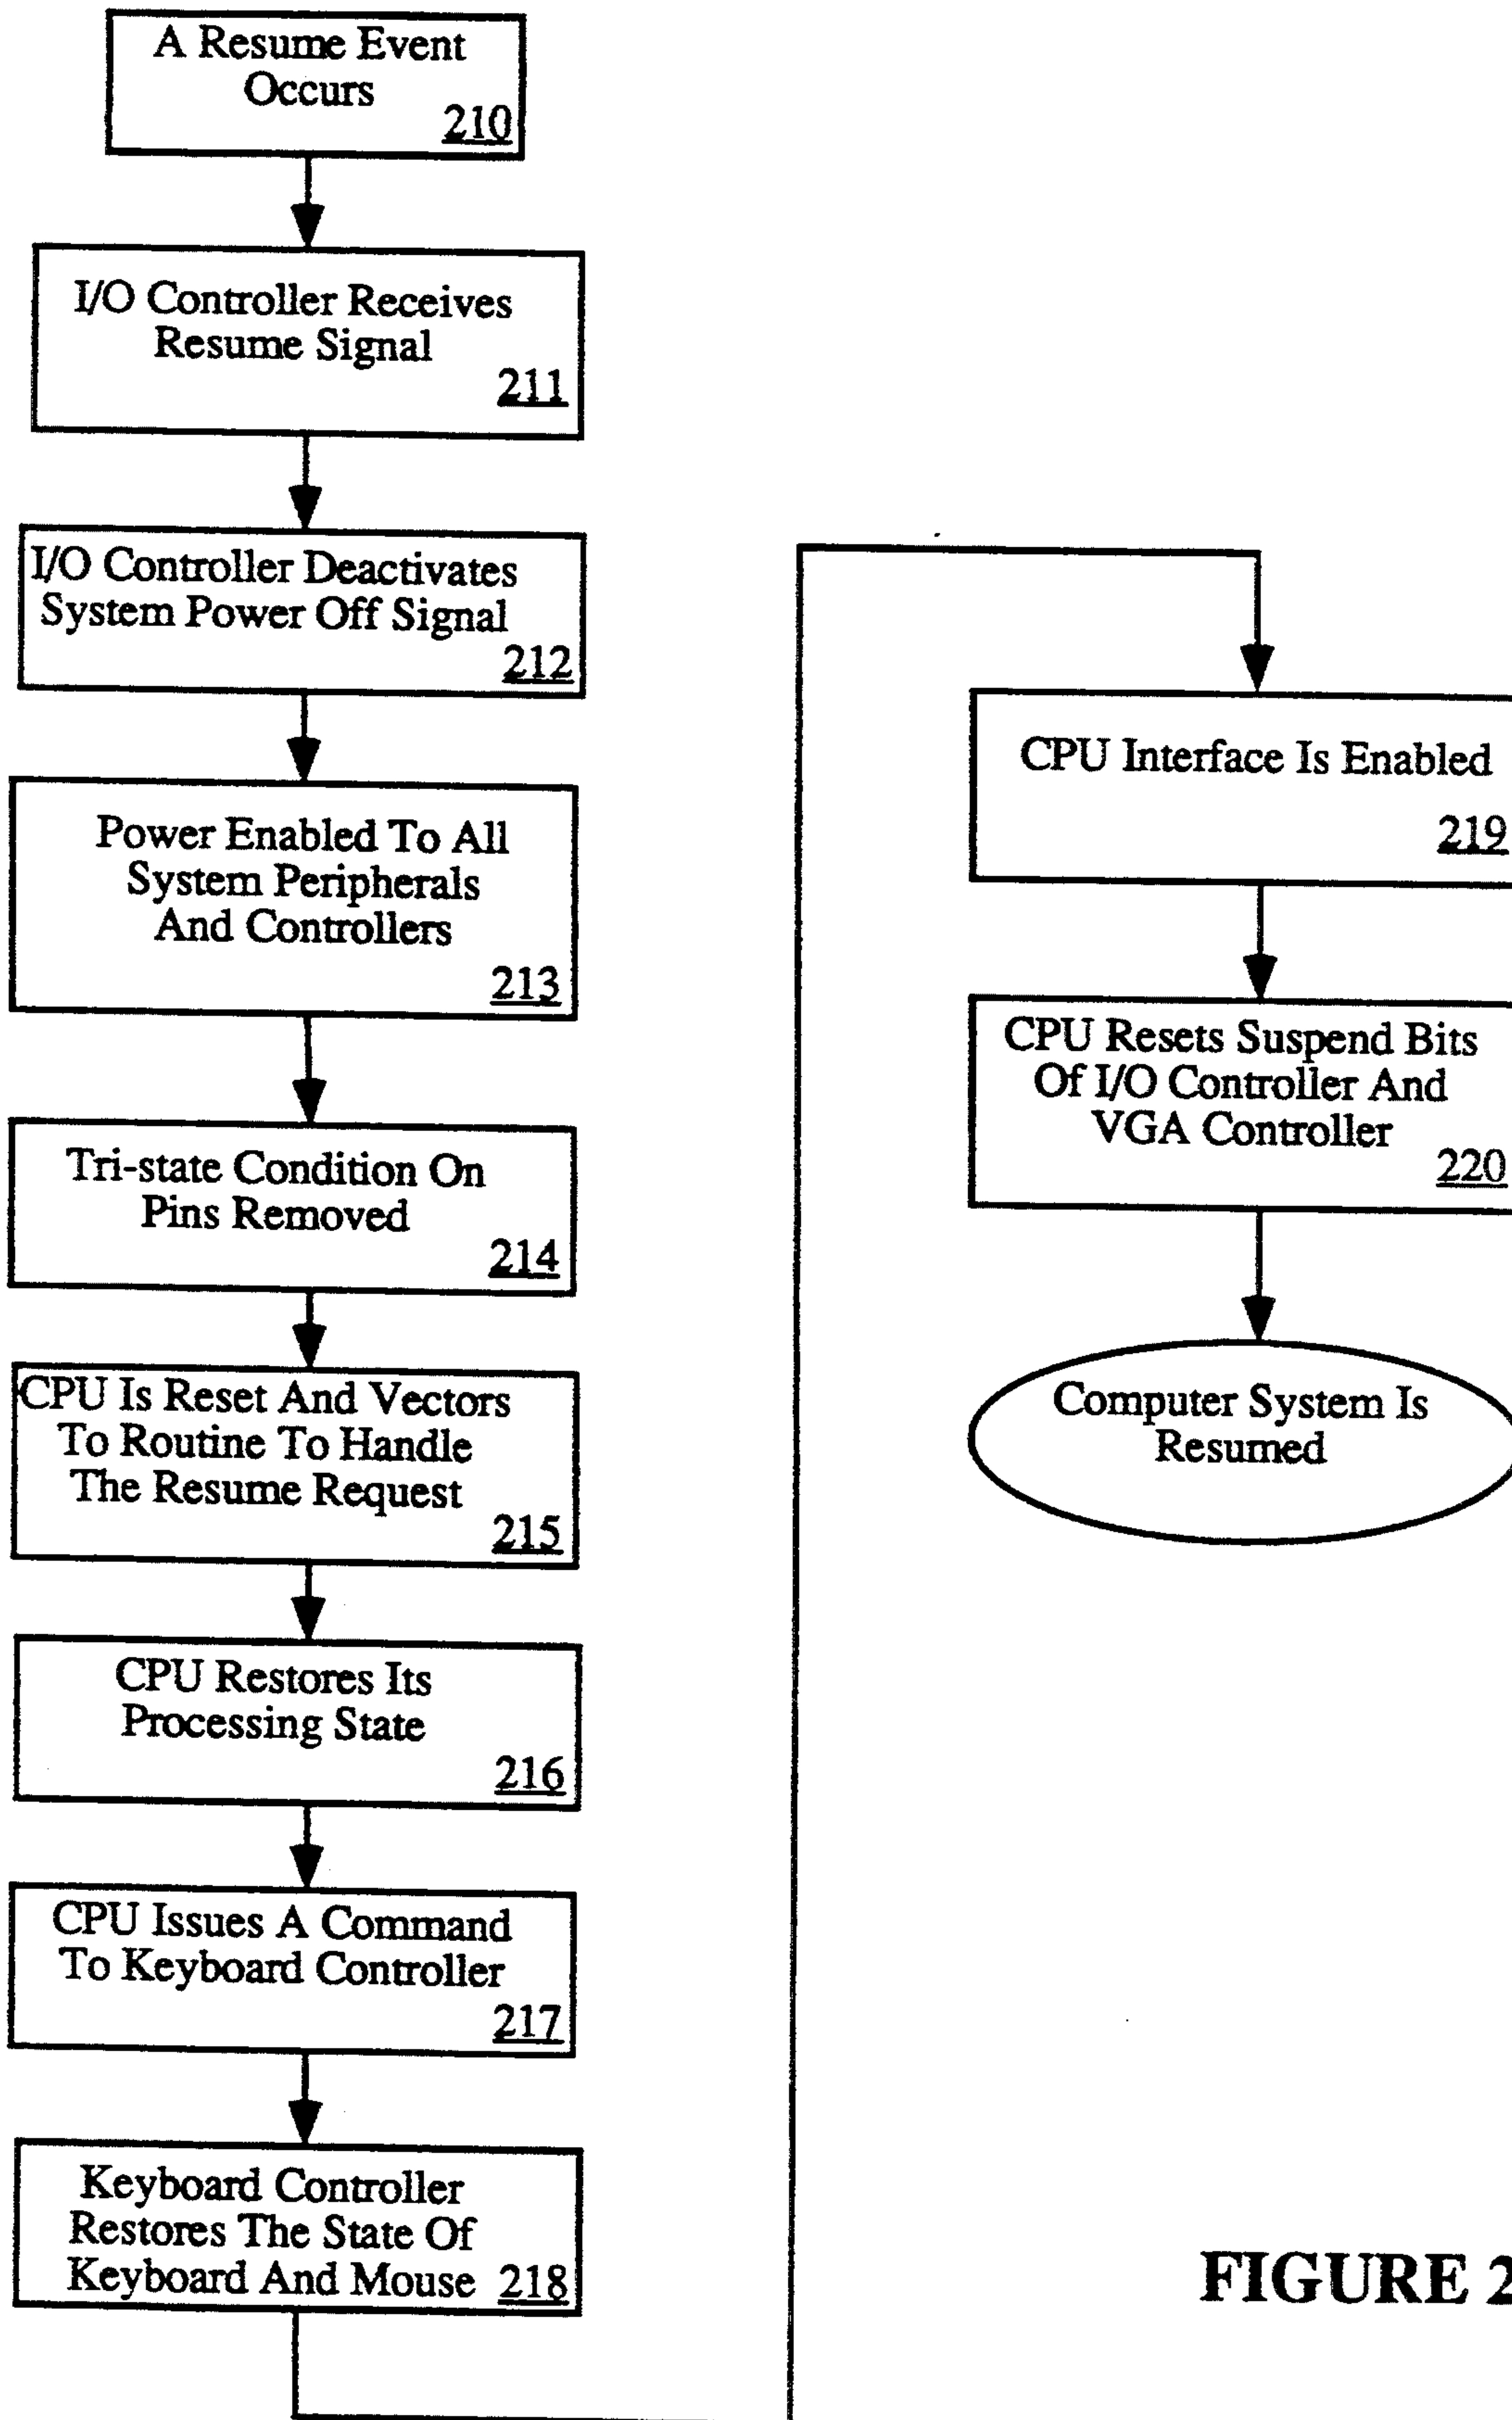 A Resume Event
Occurs
210
I/O Controller Receives
Resume Signal
211
I/O Controller Deactivates
System Power Off Signal
212
Power Enabled To All
System Peripherals
And Controllers
213
Tri-state Condition On
Pins Removed
214
CPU Is Reset And Vectors
To Routine To Handle
The Resume Request
215
CPU Restores Its
Processing State
216
CPU Issues A Command
To Keyboard Controller
217
Keyboard Controller
Restores The State Of
Keyboard And Mouse 218
CPU Interface Is Enabled
219
CPU Resets Suspend Bits
Of I/O Controller And
VGA Controller
220
Computer System Is
Resumed
FIGURE 2